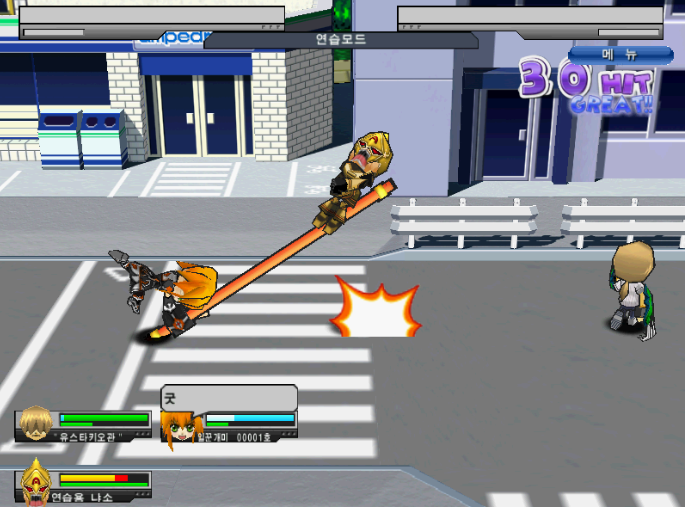 연습모드
메 뉴
30 HIT
GREAT!!
amped
굿
"유스타키오관"
일꾼개미 00001호
연습용 나소